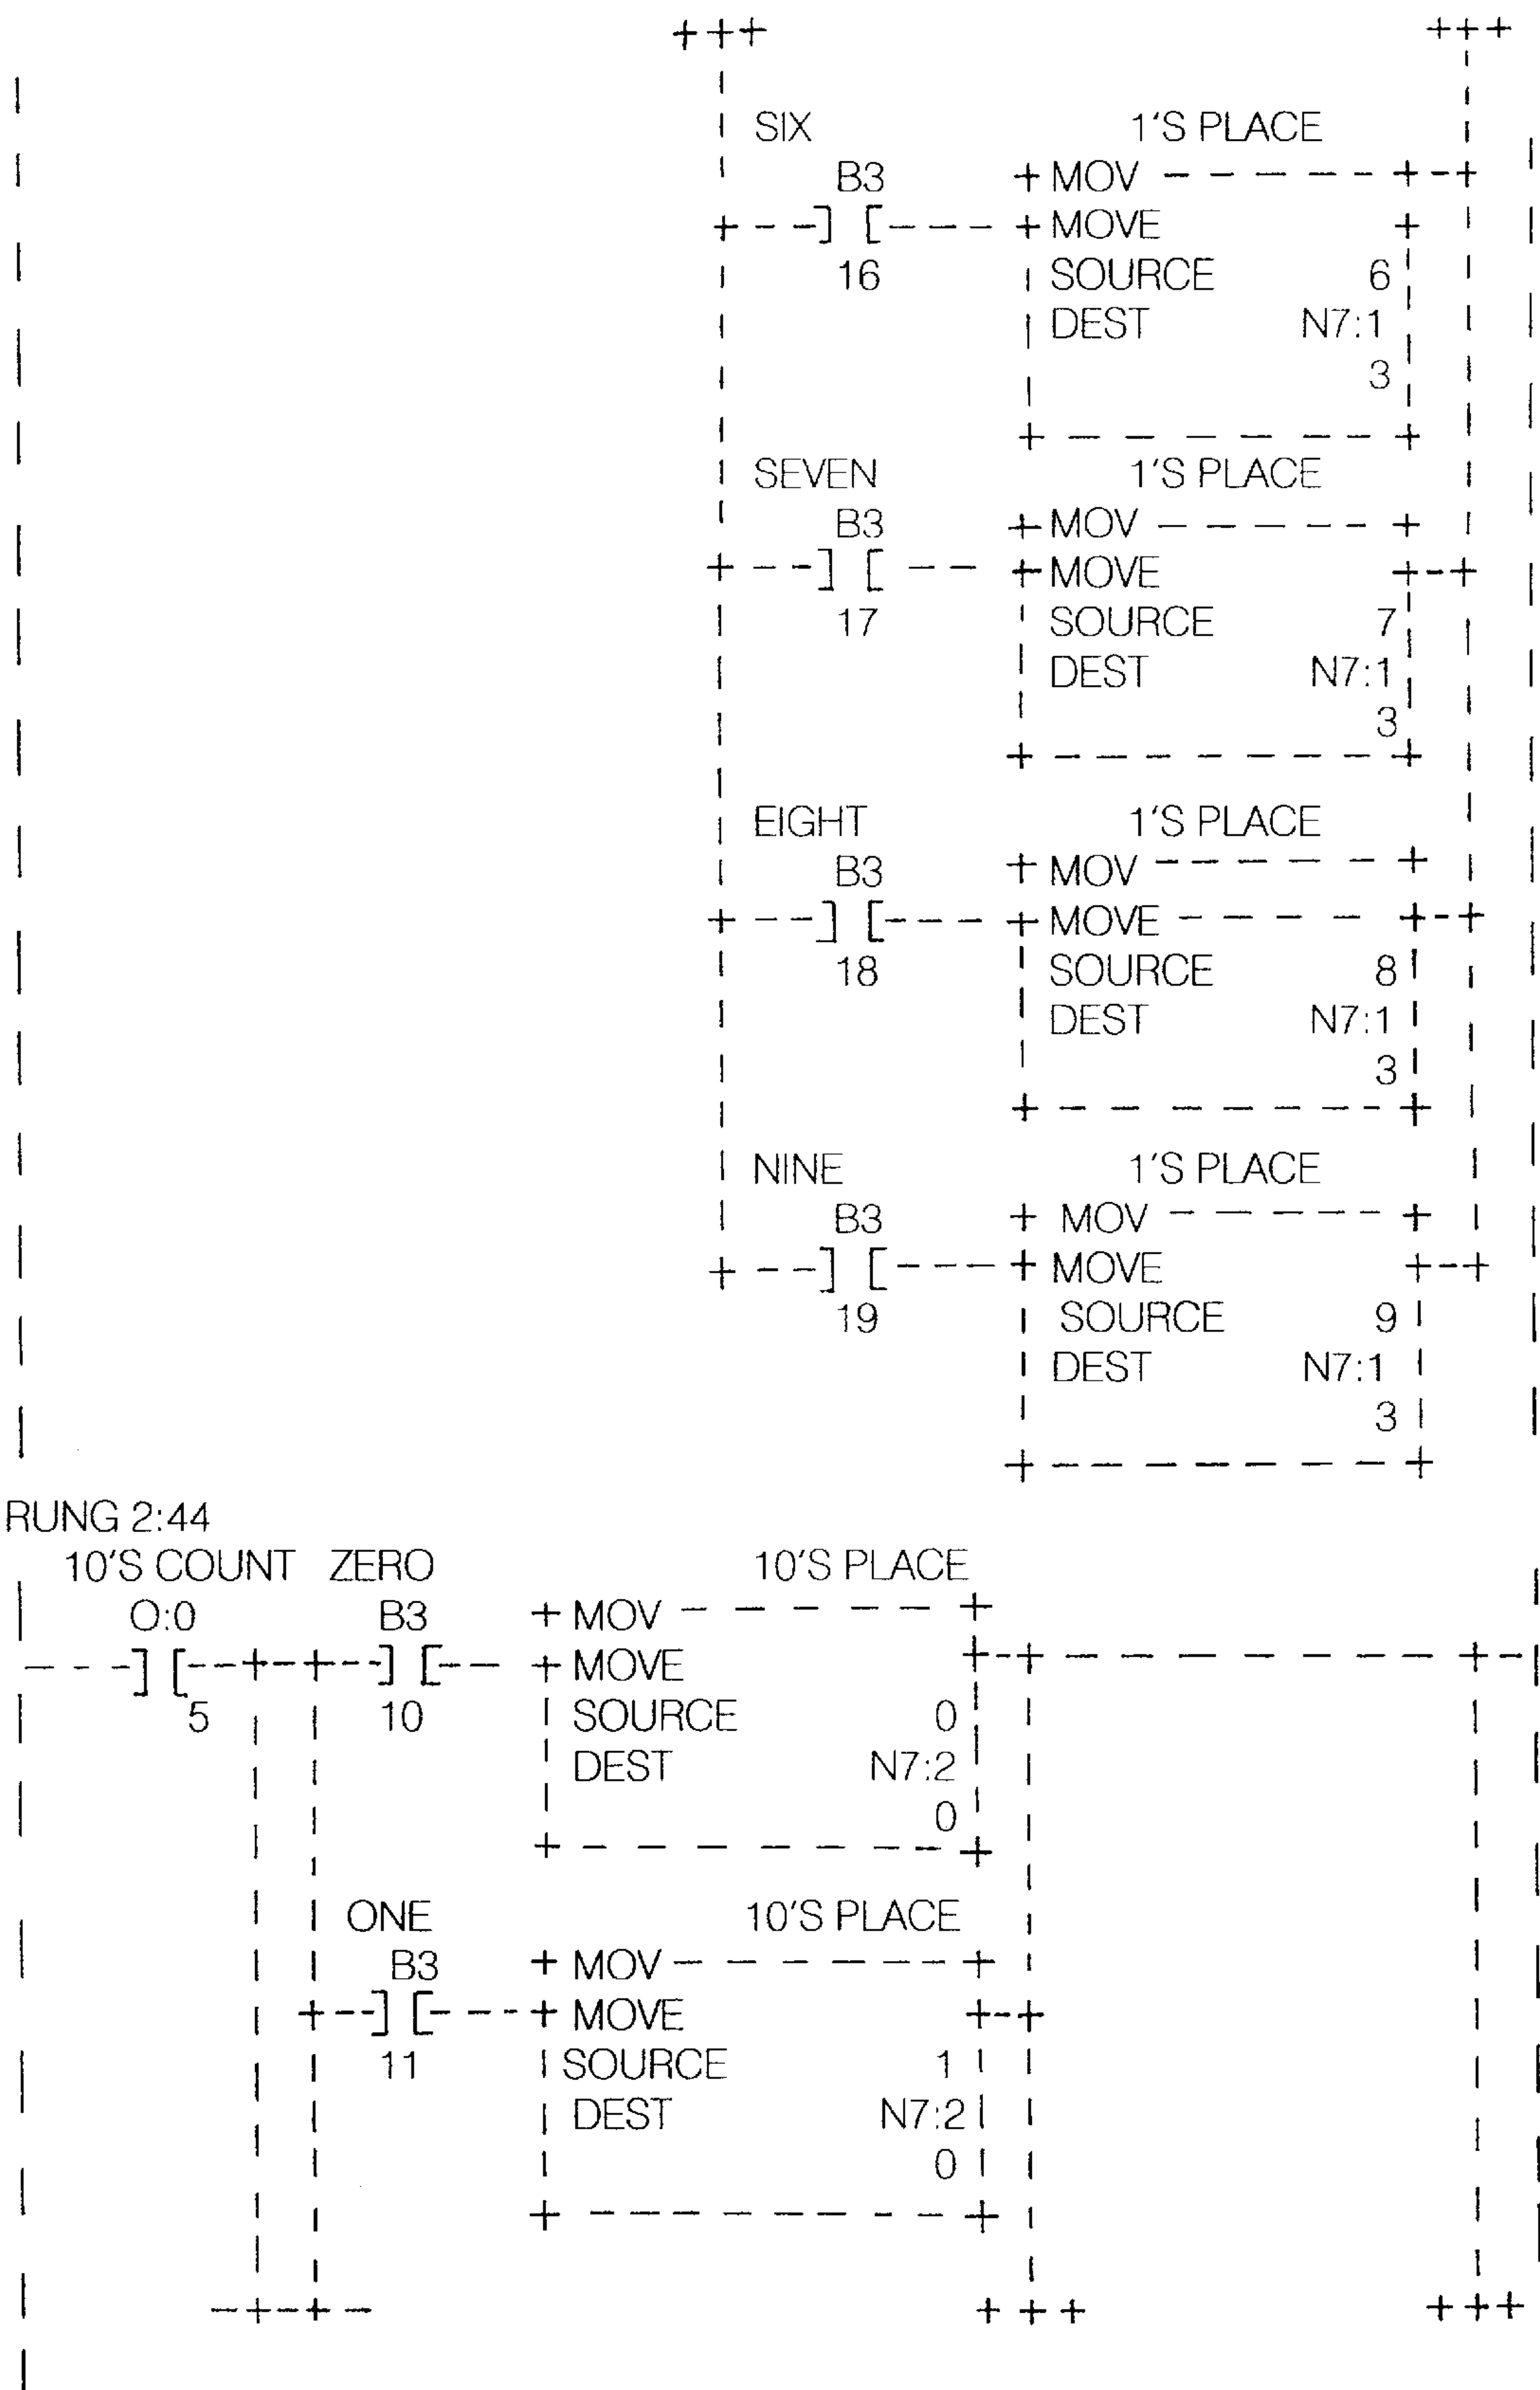 SIX 1'S PLACE
B3 MOV
MOVE
16 SOURCE 6
DEST N7:1
3
SEVEN 1'S PLACE
B3 MOV
MOVE
17 SOURCE 7
DEST N7:1
3
EIGHT 1'S PLACE
B3 MOV
MOVE
18 SOURCE 8
DEST N7:1
3
NINE 1'S PLACE
B3 MOV
MOVE
19 SOURCE 9
DEST N7:1
3
RUNG 2:44
10'S COUNT ZERO 10'S PLACE
O:0 B3 MOV
MOVE
5 10 SOURCE 0
DEST N7:2
0
ONE 10'S PLACE
B3 MOV
MOVE
11 SOURCE 1
DEST N7:2
0